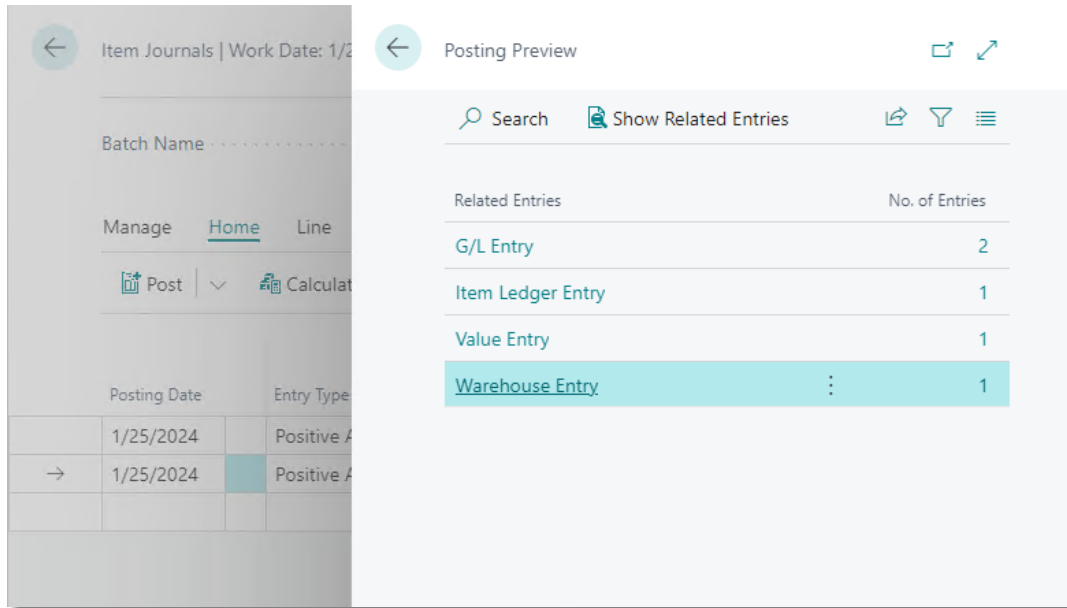 Item Journals | Work Date: 1/2
Batch Name
Manage Home Line
Post Calculat
Posting Date Entry Type
1/25/2024 Positive A
1/25/2024 Positive A
Posting Preview
Search Show Related Entries
Related Entries No. of Entries
G/L Entry 2
Item Ledger Entry 1
Value Entry 1
Warehouse Entry 1